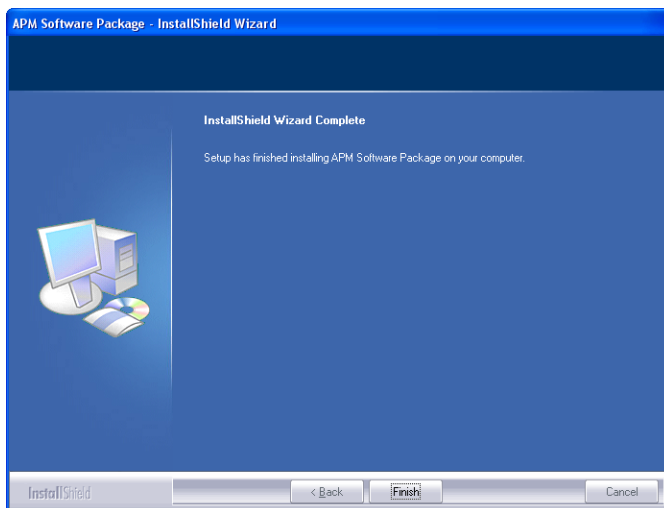 APM Software Package - InstallShield Wizard
InstallShield Wizard Complete
Setup has finished installing APM Software Package on your computer.
InstallShield
< Back
Finish
Cancel